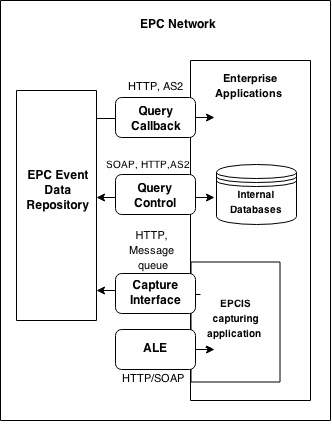 EPC Network
HTTP, AS2
Enterprise
Applications
Query
Callback
SOAP, HTTP,AS2
EPC Event
Data
Repository
Query
Control
Internal
Databases
HTTP,
Message
queue
Capture
Interface
EPCIS
capturing
application
ALE
HTTP/SOAP